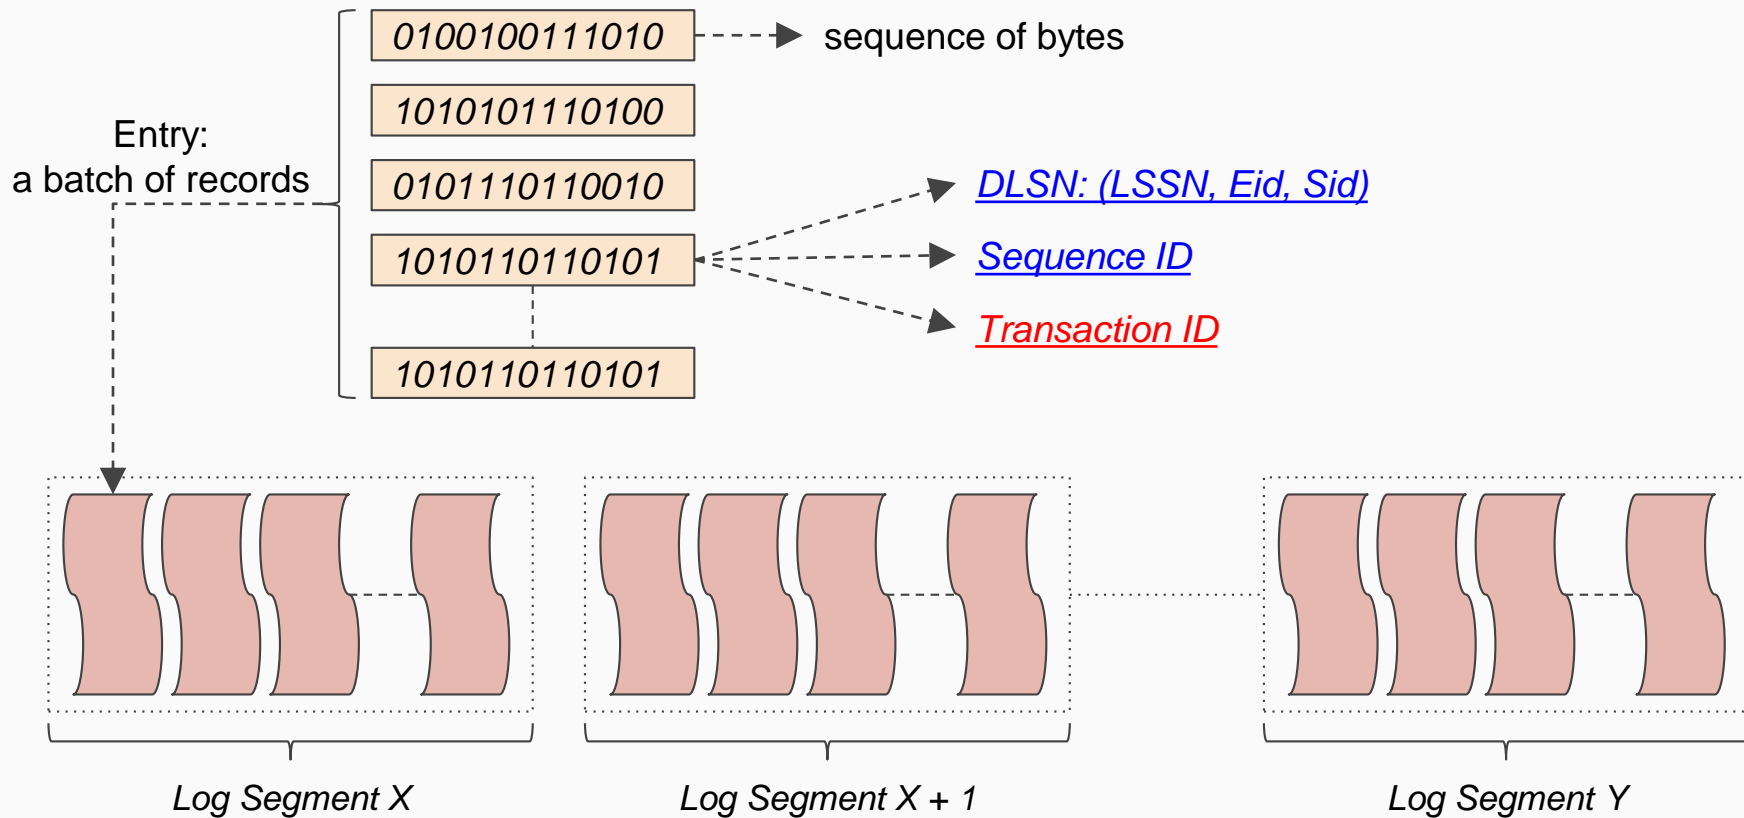 0100100111010
sequence of bytes
1010101110100
Entry:
a batch of records
0101110110010
DLSN: (LSSN, Eid, Sid)
1010110110101
Sequence ID
Transaction ID
1010110110101
Log Segment X
Log Segment X + 1
Log Segment Y